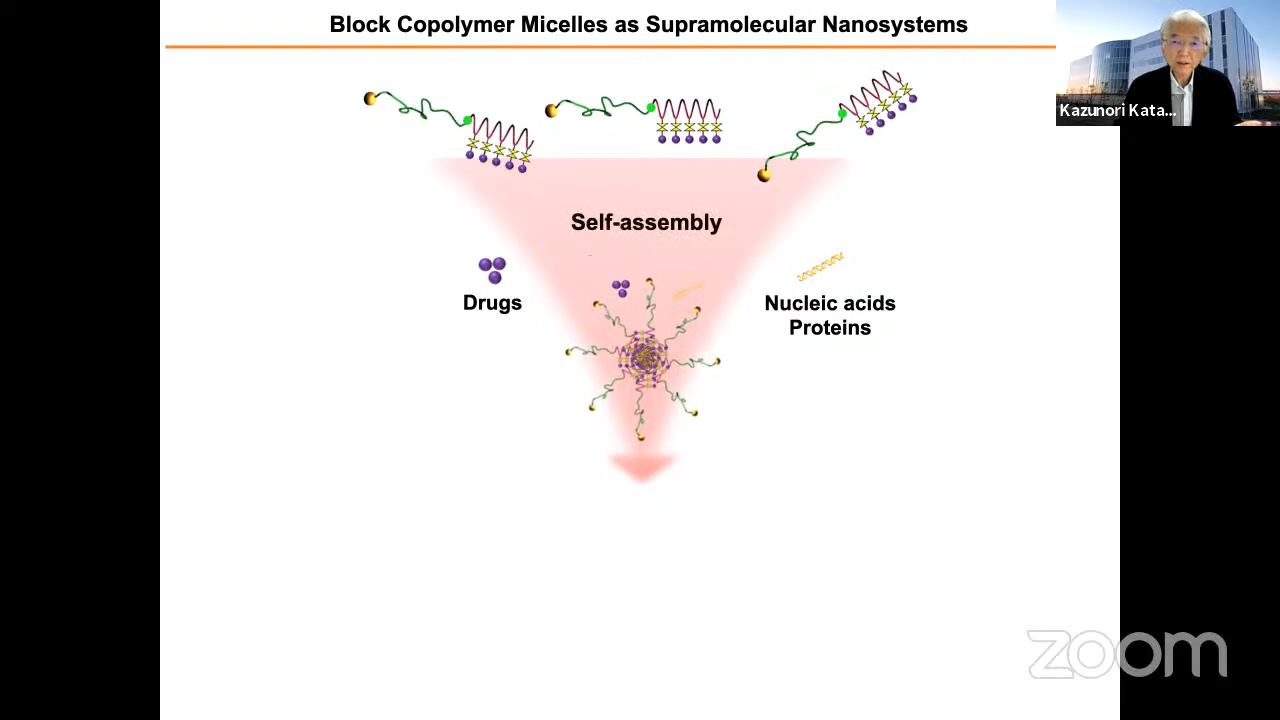 Block Copolymer Micelles as Supramolecular Nanosystems
Kazunori Kata...
Self-assembly
Drugs
Nucleic acids
Proteins
zoom